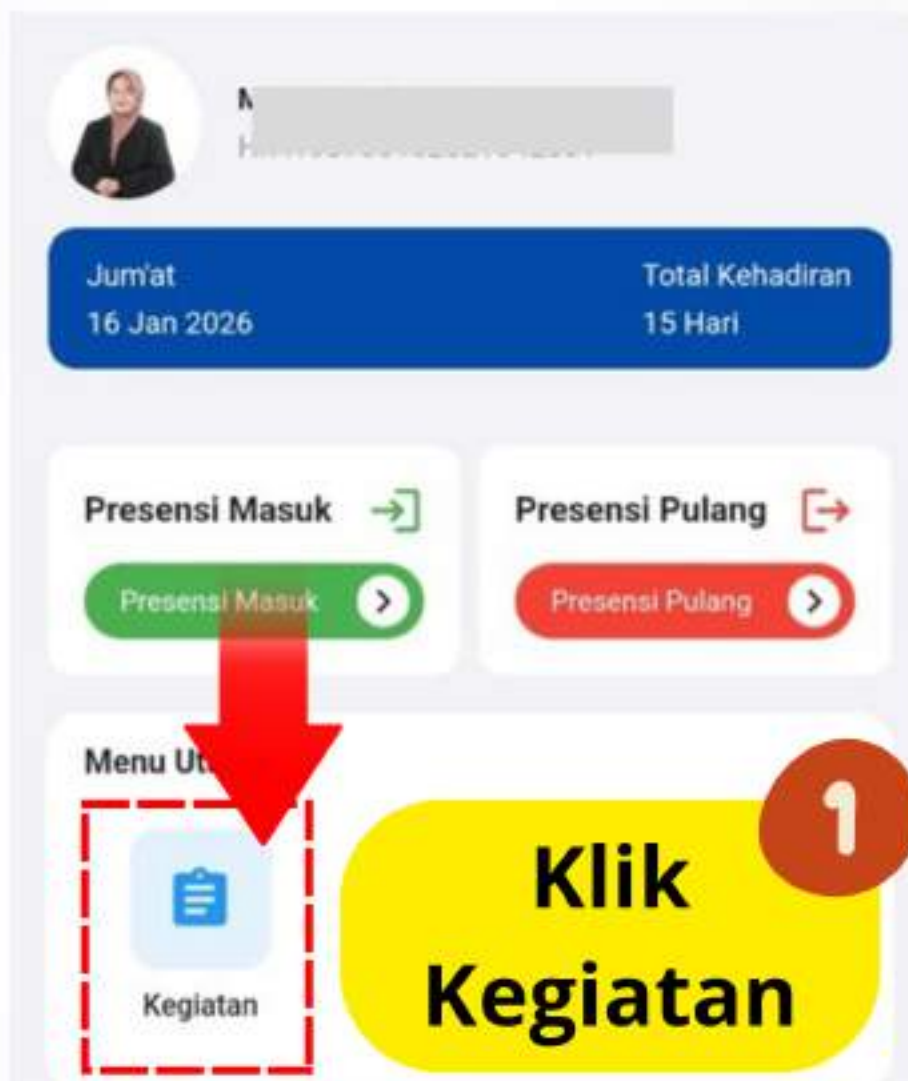 Jum'at
16 Jan 2026
Total Kehadiran
15 Hari
Presensi Masuk
Presensi Masuk
Presensi Pulang
Presensi Pulang
Menu
Kegiatan
1
Klik
Kegiatan